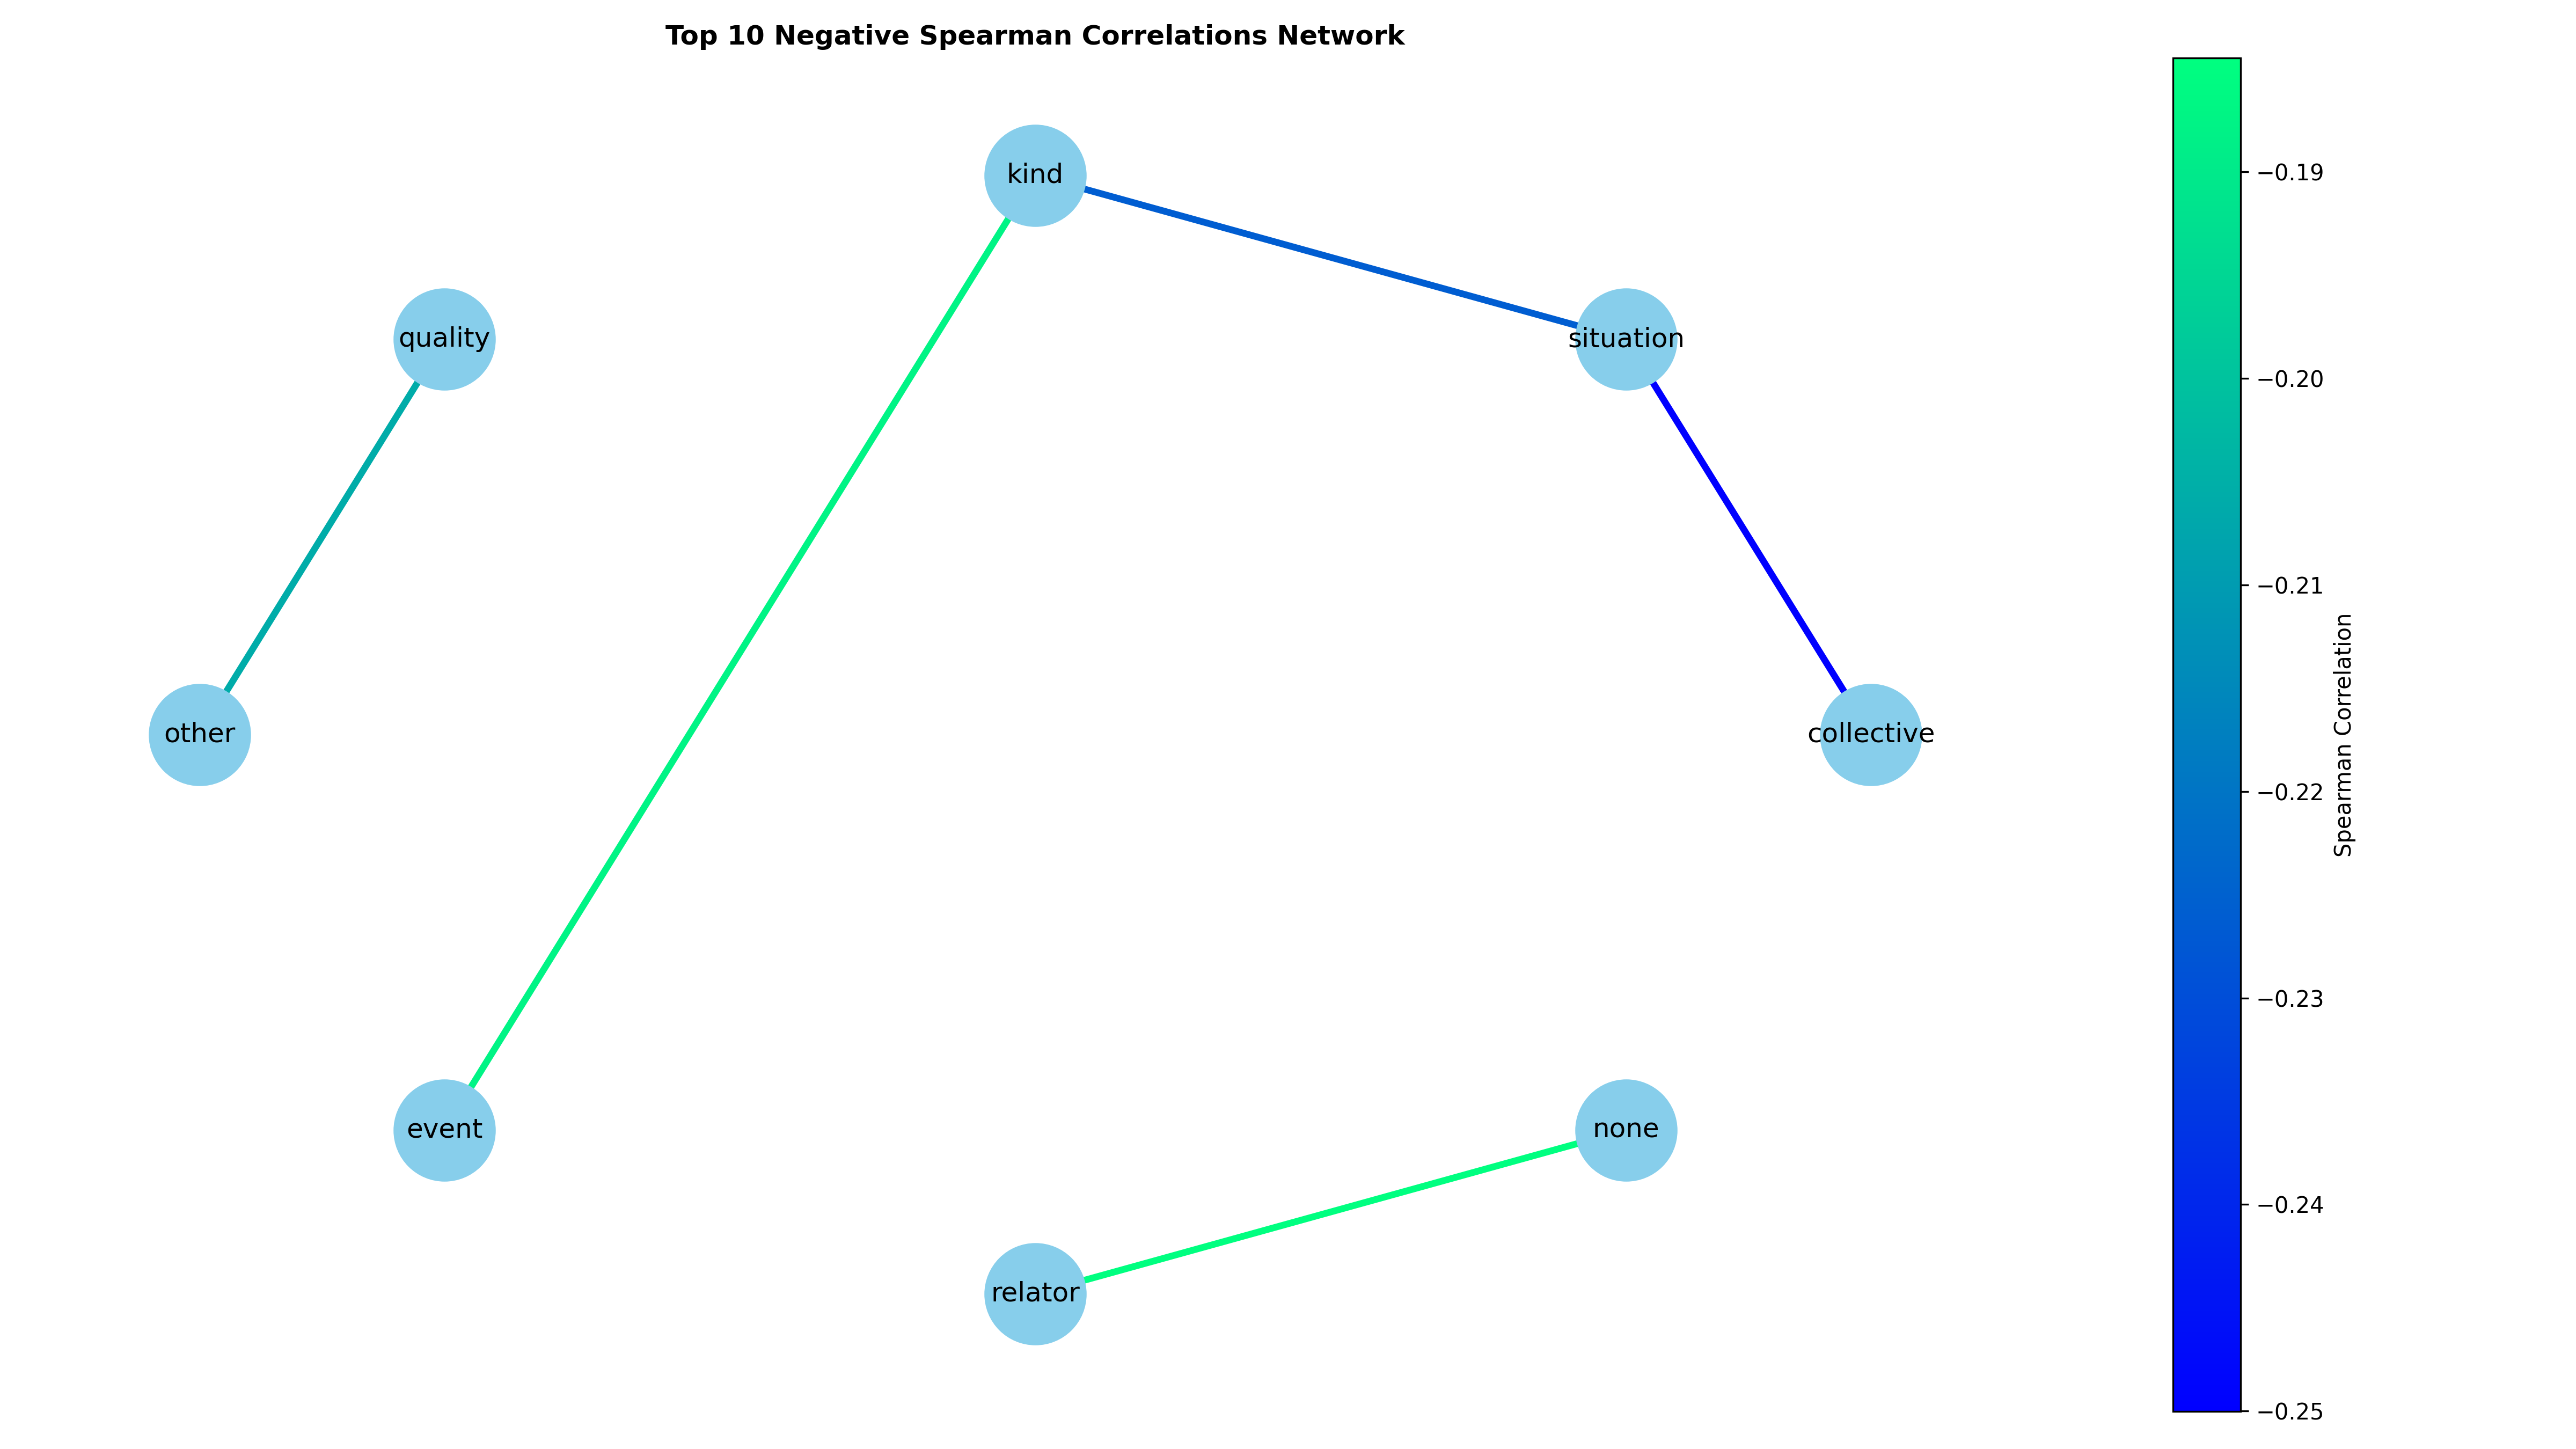 Top 10 Negative Spearman Correlations Network
kind
quality
situation
other
collective
event
none
relator
−0.19
−0.20
−0.21
−0.22
−0.23
−0.24
−0.25
Spearman Correlation